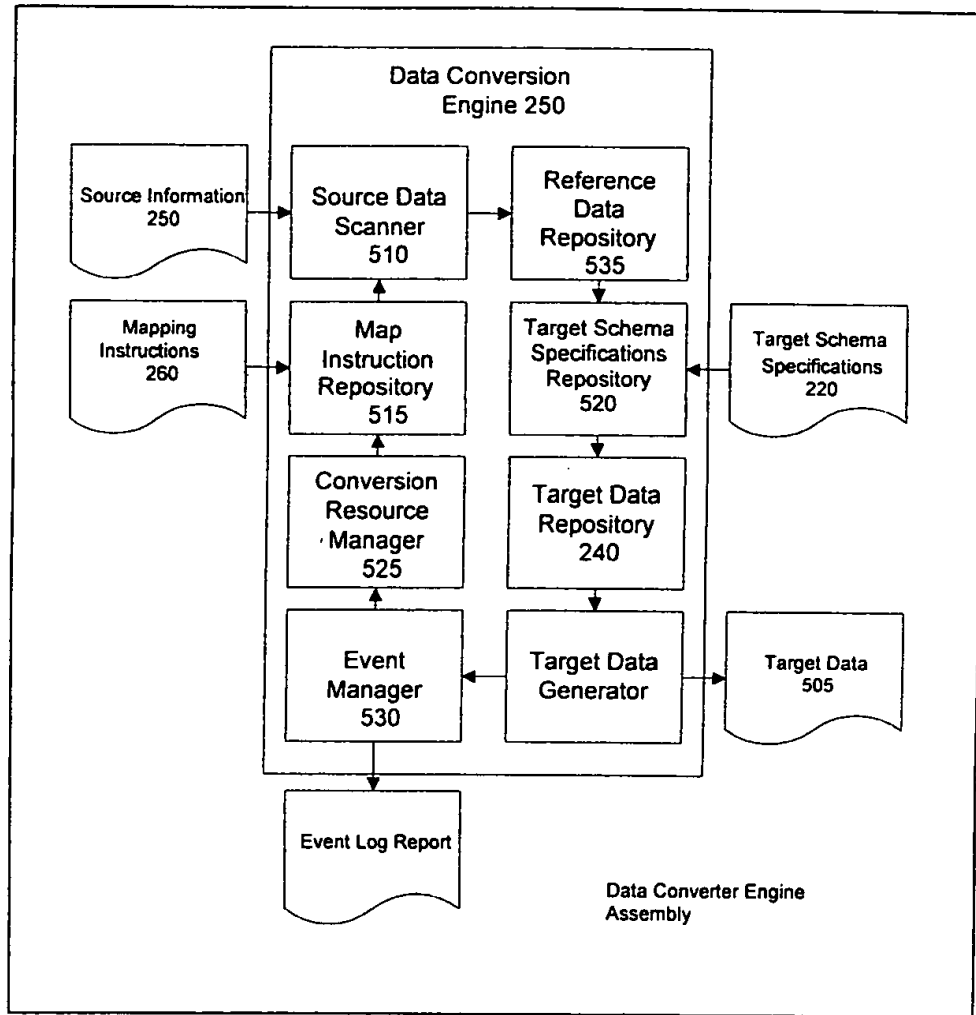 Data Conversion
Engine 250
Source Information
250
Source Data
Scanner
510
Reference
Data
Repository
535
Mapping
Instructions
260
Map
Instruction
Repository
515
Target Schema
Specifications
Repository
520
Target Schema
Specifications
220
Conversion
Resource
Manager
525
Target Data
Repository
240
Event
Manager
530
Target Data
Generator
Target Data
505
Event Log Report
Data Converter Engine
Assembly